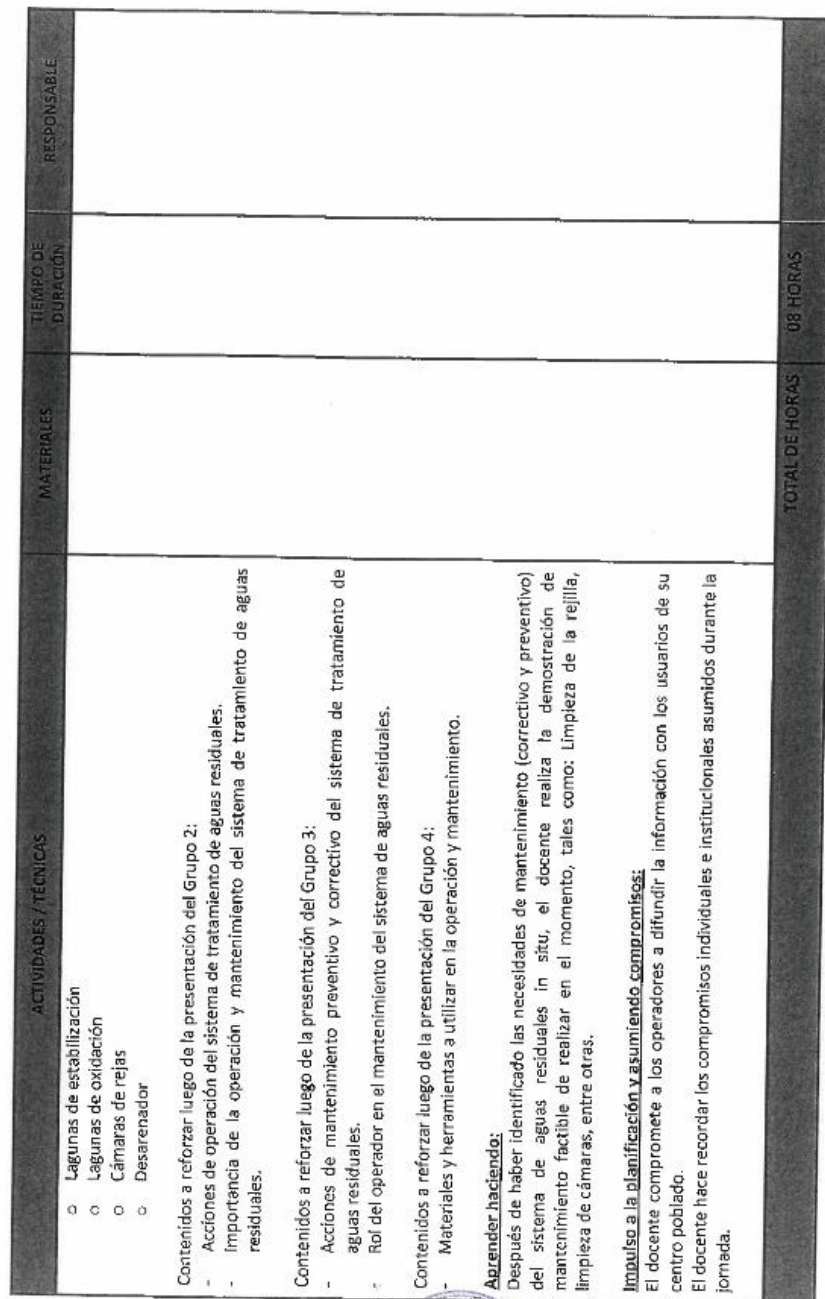 ACTIVIDADES / TÉCNICAS
MATERIALES
TIEMPO DE
DURACIÓN
RESPONSABLE
o Lagunas de estabilización
o Lagunas de oxidación
o Cámaras de rejas
o Desarenador
Contenidos a reforzar luego de la presentación del Grupo 2:
- Acciones de operación del sistema de tratamiento de aguas residuales.
- Importancia de la operación y mantenimiento del sistema de tratamiento de aguas
residuales.
Contenidos a reforzar luego de la presentación del Grupo 3:
- Acciones de mantenimiento preventivo y correctivo del sistema de tratamiento de
aguas residuales.
- Rol del operador en el mantenimiento del sistema de aguas residuales.
Contenidos a reforzar luego de la presentación del Grupo 4:
- Materiales y herramientas a utilizar en la operación y mantenimiento.
Aprender haciendo:
Después de haber identificado las necesidades de mantenimiento (correctivo y preventivo)
del sistema de aguas residuales in situ, el docente realiza la demostración de
mantenimiento factible de realizar en el momento, tales como: Limpieza de la rejilla,
limpieza de cámaras, entre otras.
Impulso a la planificación y asumiendo compromisos:
El docente compromete a los operadores a difundir la información con los usuarios de su
centro poblado.
El docente hace recordar los compromisos individuales e institucionales asumidos durante la
jornada.
TOTAL DE HORAS
08 HORAS